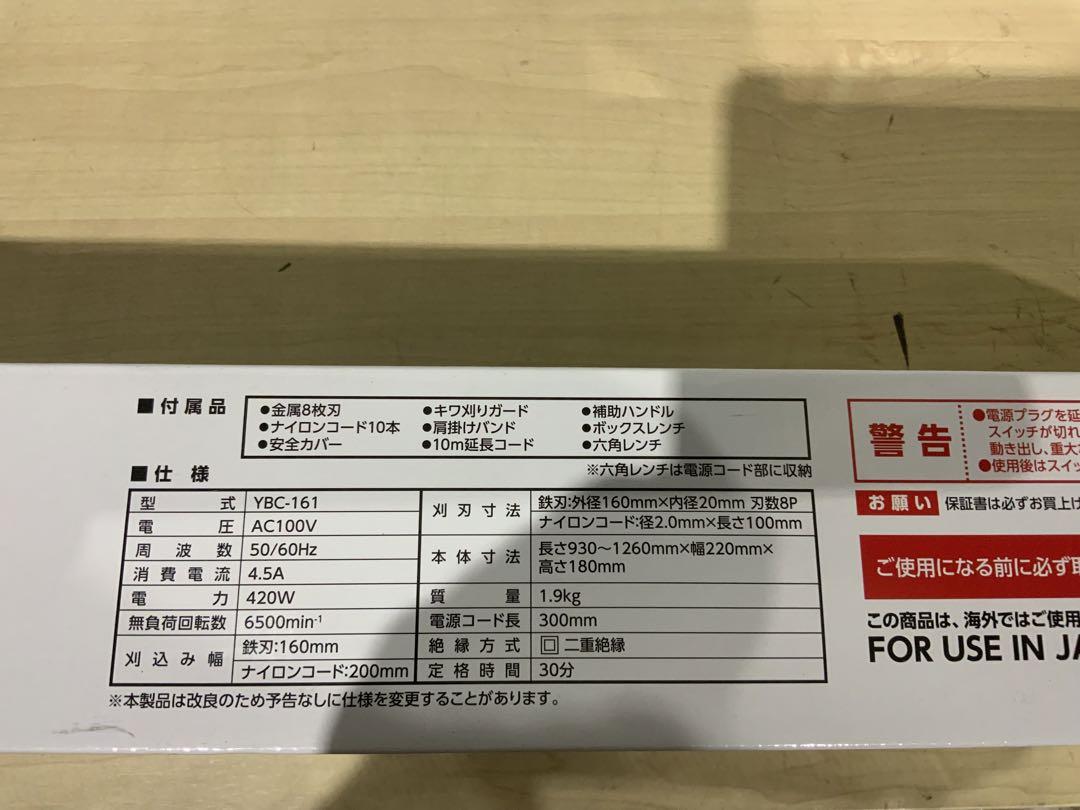 ■付属品
●金属8枚刃 ●キワ刈りガード ●補助ハンドル
●ナイロンコード10本 ●肩掛けバンド ●ボックスレンチ
●安全カバー ●10m延長コード ●六角レンチ
※六角レンチは電源コード部に収納
■仕様
型式 YBC-161
電圧 AC100V
周波数 50/60Hz
消費電流 4.5A
電力 420W
無負荷回転数 6500min-1
刈込み幅 鉄刃:160mm
ナイロンコード:200mm
刈刃寸法 鉄刃:外径160mm×内径20mm 刃数8P
ナイロンコード:径2.0mm×長さ100mm
本体寸法 長さ930〜1260mm×幅220mm×
高さ180mm
質量 1.9kg
電源コード長 300mm
絶縁方式 回 二重絶縁
定格時間 30分
※本製品は改良のため予告なしに仕様を変更することがあります。
警告
●電源プラグを
スイッチが切れ
動き出し、重大
●使用後はスイッ
お願い 保証書は必ずお買上げ
ご使用になる前に必ず取
この商品は、海外ではご使用
FOR USE IN JA